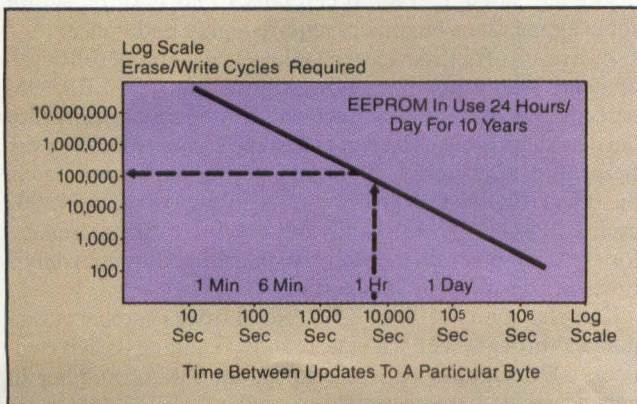 Log Scale
Erase/Write Cycles Required
EEPROM In Use 24 Hours/
Day For 10 Years
10,000,000
1,000,000
100,000
10,000
1,000
100
1 Min 6 Min 1 Hr 1 Day
10 100 1,000 10,000 10⁵ 10⁶ Log
Sec Sec Sec Sec Sec Sec Scale
Time Between Updates To A Particular Byte